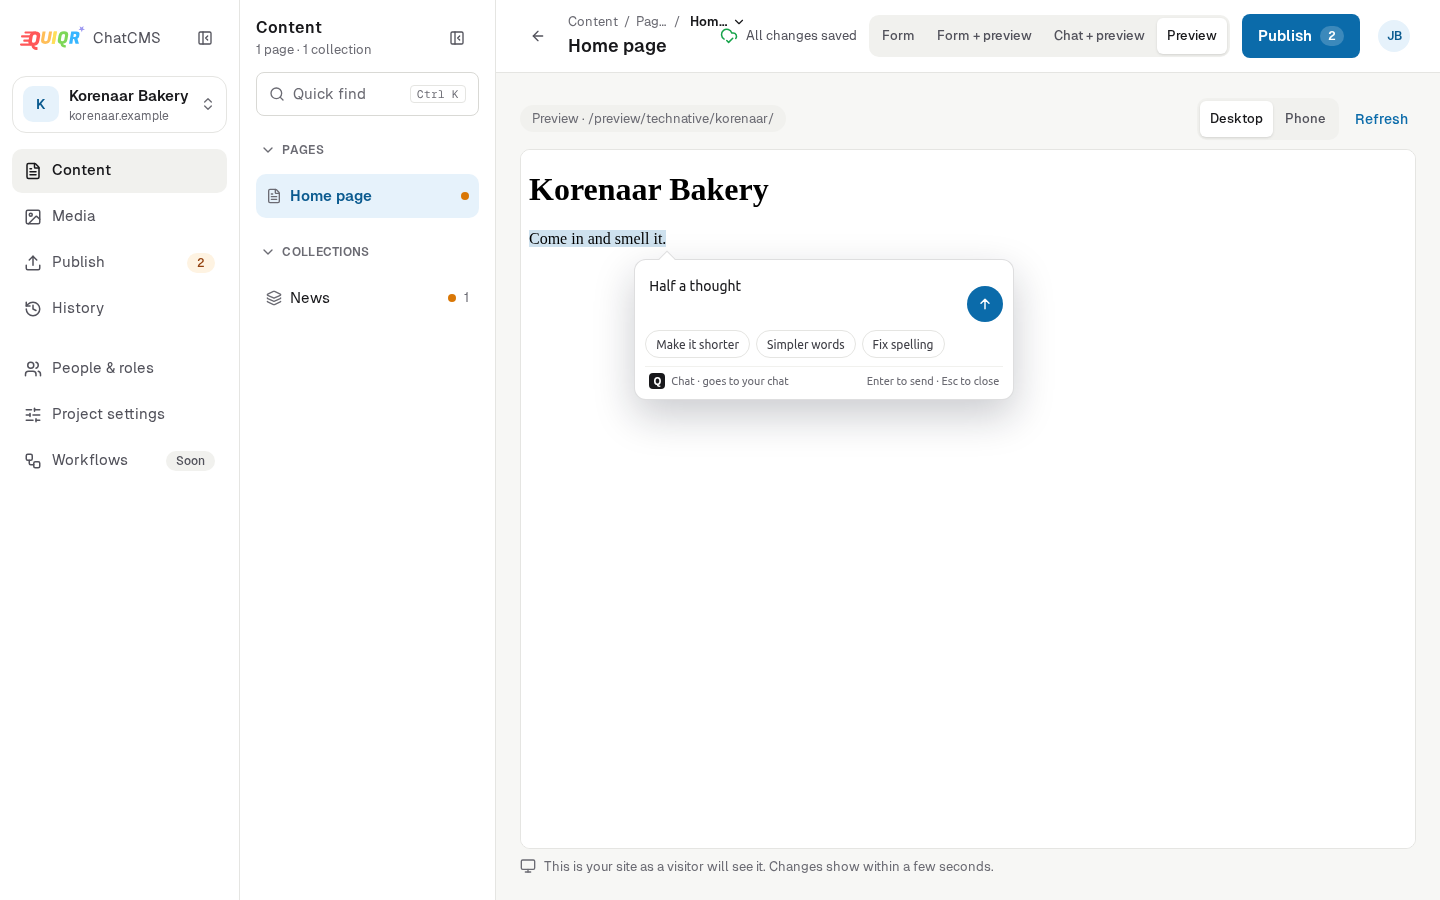 QUIQR ChatCMS
K
Korenaar Bakery
korenaar.example
Content
Media
Publish 2
History
People & roles
Project settings
Workflows Soon
Content
1 page · 1 collection
Quick find Ctrl K
PAGES
Home page
COLLECTIONS
News 1
Content / Pag... / Hom...
Home page
All changes saved
Form
Form + preview
Chat + preview
Preview
Publish 2
JB
Preview · /preview/technative/korenaar/
Desktop
Phone
Refresh
Korenaar Bakery
Come in and smell it.
Half a thought
Make it shorter
Simpler words
Fix spelling
Q Chat · goes to your chat
Enter to send · Esc to close
This is your site as a visitor will see it. Changes show within a few seconds.